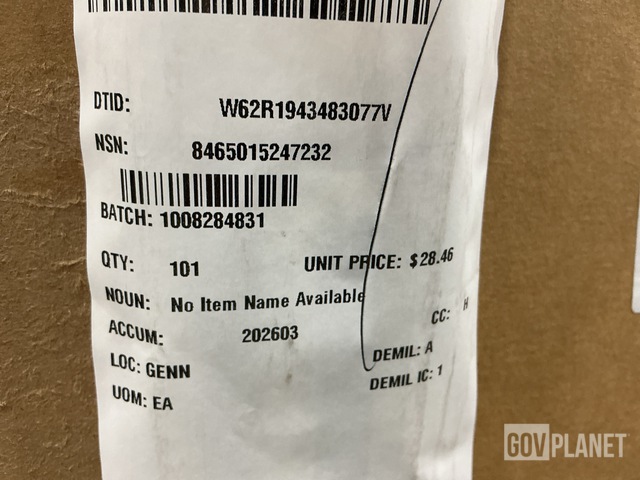 DTID: W62R1943483077V
NSN: 8465015247232
BATCH: 1008284831
QTY: 101 UNIT PRICE: $28.46
NOUN: No Item Name Available
ACCUM: 202603 CC: H
LOC: GENN DEMIL: A
UOM: EA DEMIL IC: 1
GOVPLANET